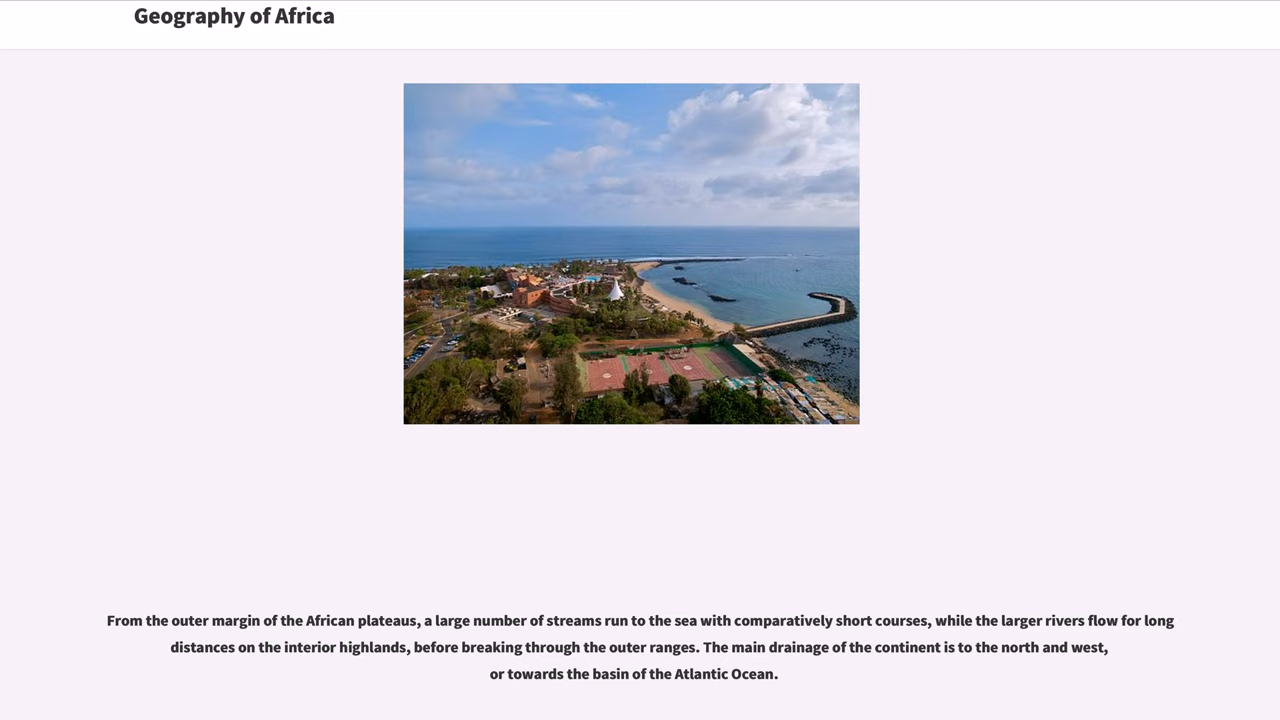 Geography of Africa
From the outer margin of the African plateaus, a large number of streams run to the sea with comparatively short courses, while the larger rivers flow for long
distances on the interior highlands, before breaking through the outer ranges. The main drainage of the continent is to the north and west,
or towards the basin of the Atlantic Ocean.